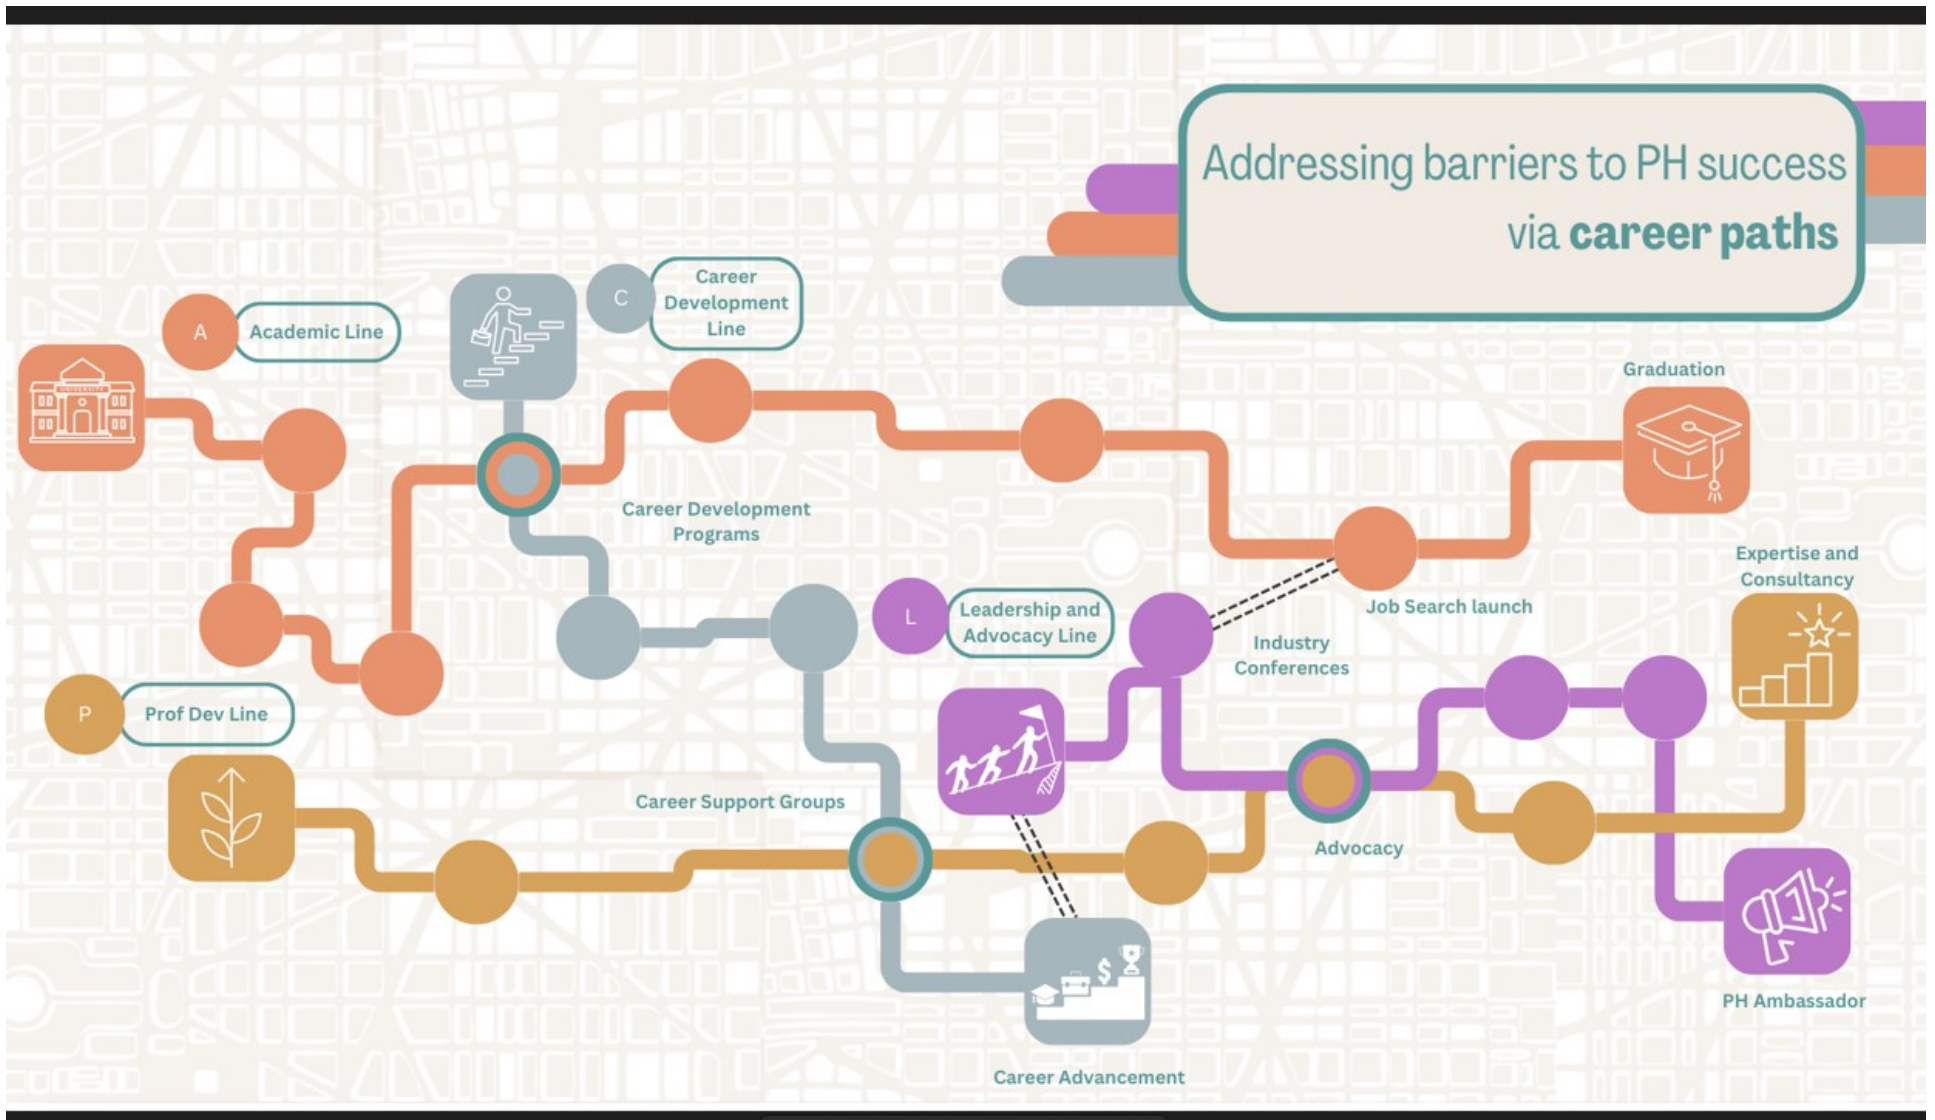 Addressing barriers to PH success
via career paths
A
Academic Line
C
Career
Development
Line
UNIVERSITY
Graduation
Career Development
Programs
Expertise and
Consultancy
L
Leadership and
Advocacy Line
Job Search launch
Industry
Conferences
P
Prof Dev Line
Career Support Groups
Advocacy
$
PH Ambassador
Career Advancement